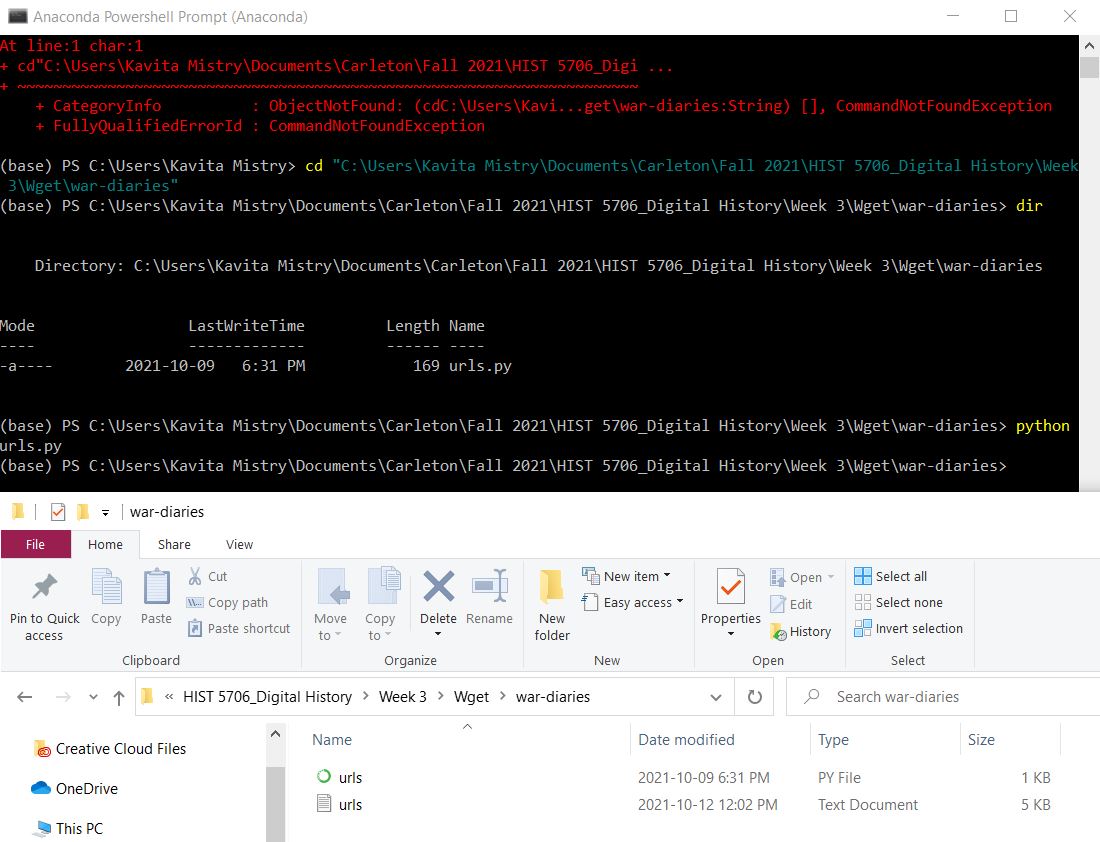 Anaconda Powershell Prompt (Anaconda)
At line:1 char:1
+ cd"C:\Users\Kavita Mistry\Documents\Carleton\Fall 2021\HIST 5706_Digi ...
+ ~~~~~~~~~~~~~~~~~~~~~~~~~~~~~~~~~~~~~~~~~~~~~~~~~~~~~~~~~~~~~~~~~~~~~
+ CategoryInfo : ObjectNotFound: (cdC:\Users\Kavi...get\war-diaries:String) [], CommandNotFoundException
+ FullyQualifiedErrorId : CommandNotFoundException
(base) PS C:\Users\Kavita Mistry> cd "C:\Users\Kavita Mistry\Documents\Carleton\Fall 2021\HIST 5706_Digital History\Week
3\Wget\war-diaries"
(base) PS C:\Users\Kavita Mistry\Documents\Carleton\Fall 2021\HIST 5706_Digital History\Week 3\Wget\war-diaries> dir
Directory: C:\Users\Kavita Mistry\Documents\Carleton\Fall 2021\HIST 5706_Digital History\Week 3\Wget\war-diaries
Mode LastWriteTime Length Name
---- ------------- ------ ----
-a---- 2021-10-09 6:31 PM 169 urls.py
(base) PS C:\Users\Kavita Mistry\Documents\Carleton\Fall 2021\HIST 5706_Digital History\Week 3\Wget\war-diaries> python
urls.py
(base) PS C:\Users\Kavita Mistry\Documents\Carleton\Fall 2021\HIST 5706_Digital History\Week 3\Wget\war-diaries>
war-diaries
File Home Share View
Pin to Quick access
Copy
Paste
Cut
Copy path
Paste shortcut
Clipboard
Move to
Copy to
Delete
Rename
Organize
New folder
New item
Easy access
New
Properties
Open
Edit
History
Open
Select all
Select none
Invert selection
Select
« HIST 5706_Digital History > Week 3 > Wget > war-diaries
Search war-diaries
Creative Cloud Files
OneDrive
This PC
Name Date modified Type Size
urls 2021-10-09 6:31 PM PY File 1 KB
urls 2021-10-12 12:02 PM Text Document 5 KB